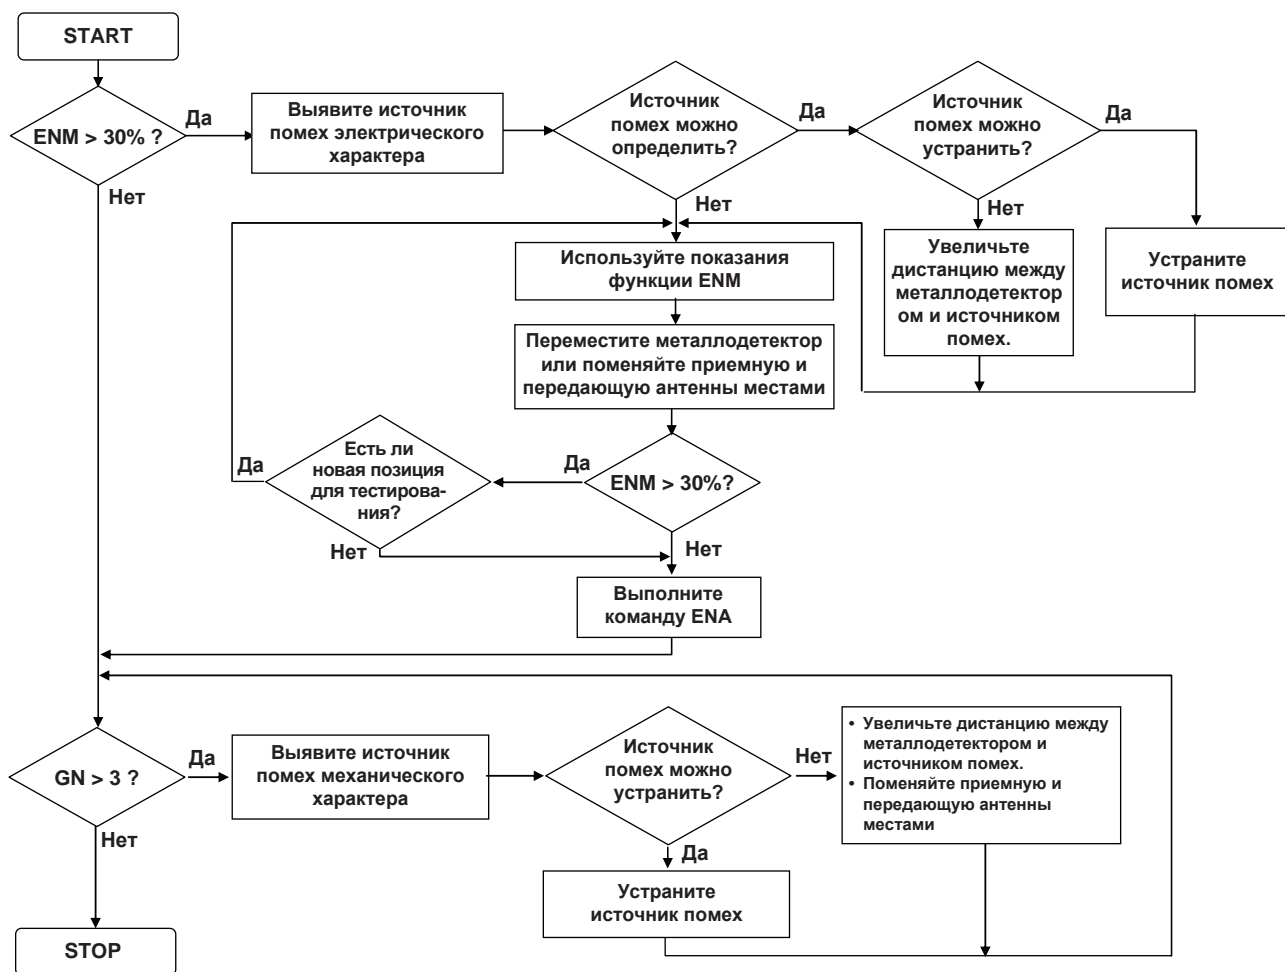 START
ENM > 30% ?
Да
Нет
Выявите источник
помех электрического
характера
Источник
помех можно
определить?
Да
Нет
Источник
помех можно
устранить?
Да
Нет
Увеличьте
дистанцию между
металлодетектор
ом и источником
помех.
Устраните
источник помех
Используйте показания
функции ENM
Переместите металлодетектор
или поменяйте приемную и
передающую антенны местами
ENM > 30%?
Да
Нет
Есть ли
новая позиция
для тестирова-
ния?
Да
Нет
Выполните
команду ENA
GN > 3 ?
Да
Нет
Выявите источник
помех механического
характера
Источник
помех можно
устранить?
Нет
Да
• Увеличьте дистанцию между
металлодетектором и
источником помех.
• Поменяйте приемную и
передающую антенны
местами
Устраните
источник помех
STOP